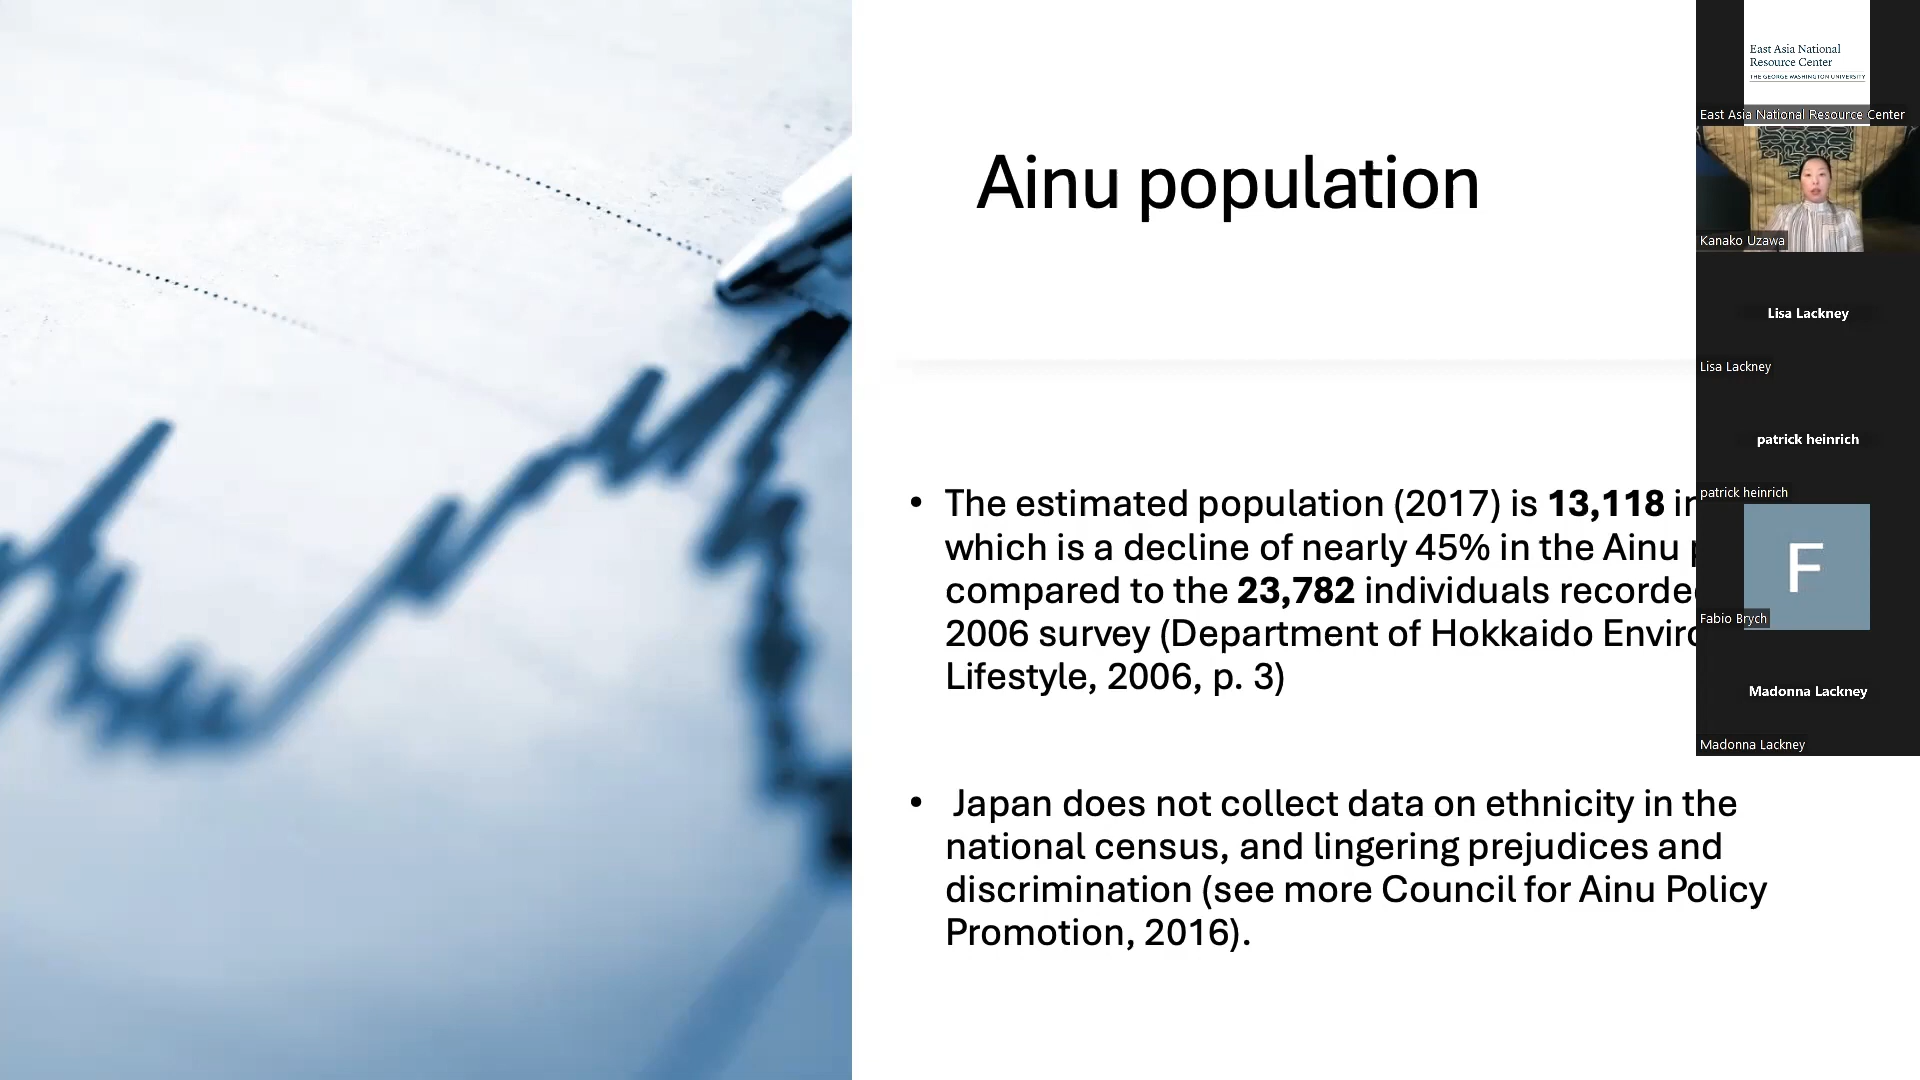 Ainu population
• The estimated population (2017) is 13,118
which is a decline of nearly 45% in the Ainu
compared to the 23,782 individuals
2006 survey (Department of Hokkaido
Lifestyle, 2006, p. 3)
• Japan does not collect data on ethnicity in the
national census, and lingering prejudices and
discrimination (see more Council for Ainu Policy
Promotion, 2016).
East Asia National
Resource Center
THE GEORGE WASHINGTON UNIVERSITY
East Asia National Resource Center
Kanako Uzawa
Lisa Lackney
Lisa Lackney
patrick heinrich
patrick heinrich
F
Fabio Brych
Madonna Lackney
Madonna Lackney